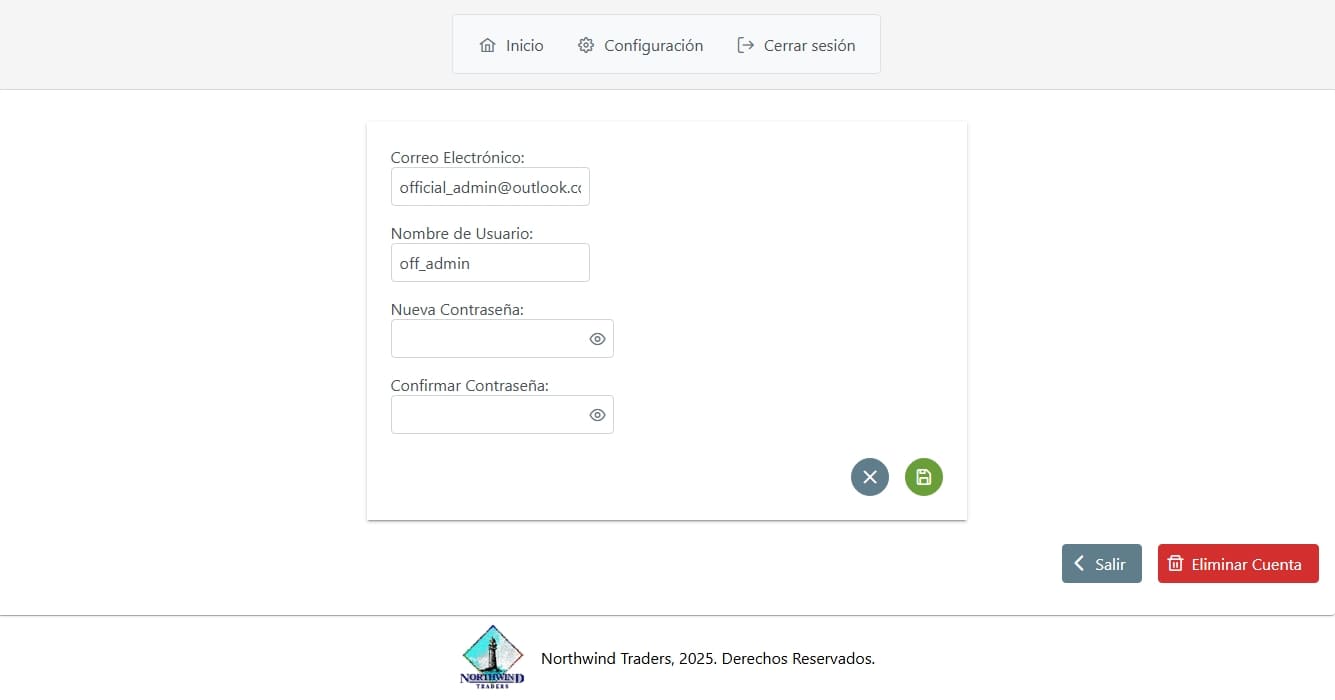 Inicio Configuración Cerrar sesión
Correo Electrónico:
official_admin@outlook.cc
Nombre de Usuario:
off_admin
Nueva Contraseña:
Confirmar Contraseña:
Salir Eliminar Cuenta
NORTHWIND
TRADERS
Northwind Traders, 2025. Derechos Reservados.